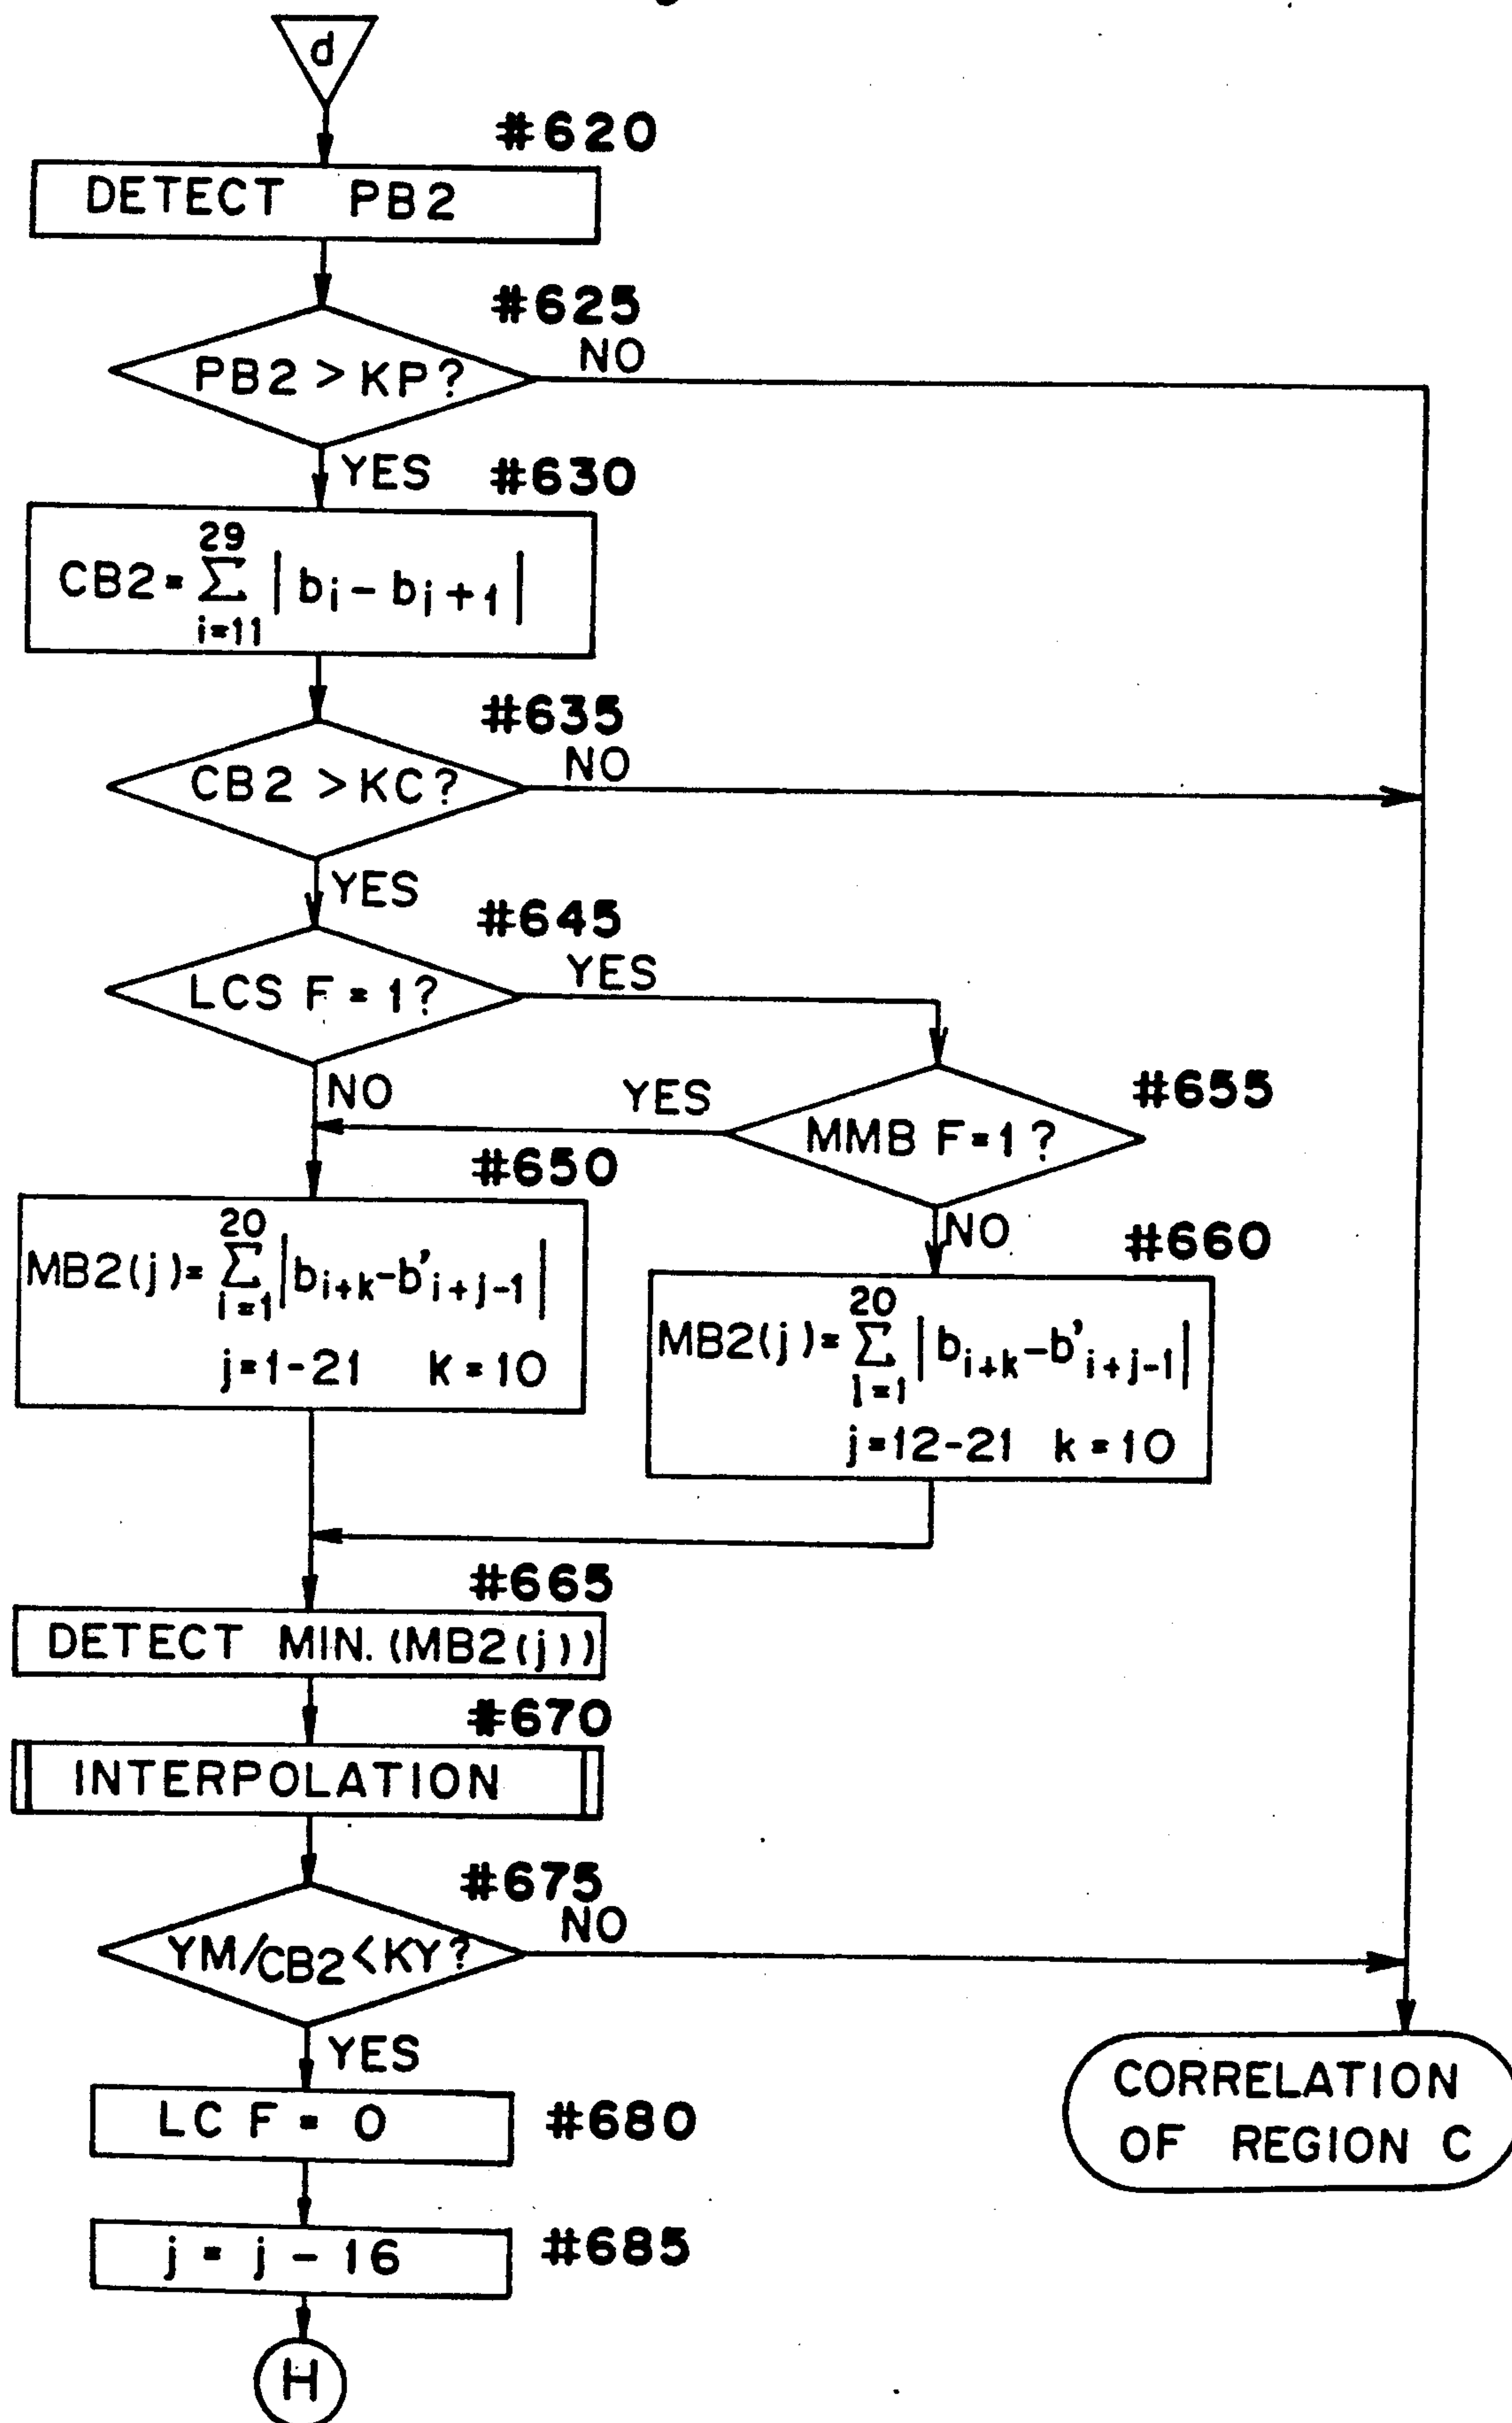 d
#620
DETECT PB2
#625
PB2 > KP?
NO
YES
#630
CB2 = 29 Σ i=11 | bi - bi+1 |
#635
CB2 > KC?
NO
YES
#645
LCS F = 1?
YES
NO
#655
MMB F = 1?
YES
NO
#650
MB2(j) = 20 Σ i=1 | bi+k - b'i+j-1 |
j=1-21 k=10
#660
MB2(j) = 20 Σ i=1 | bi+k - b'i+j-1 |
j=12-21 k=10
#665
DETECT MIN. (MB2(j))
#670
INTERPOLATION
#675
YM/CB2 < KY?
NO
YES
CORRELATION
OF REGION C
LC F = 0
#680
j = j - 16
#685
H